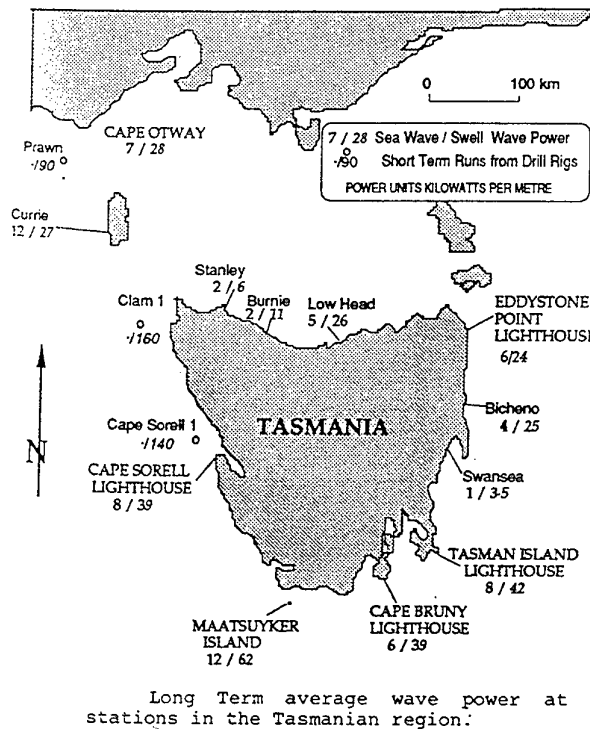 0 100 km
CAPE OTWAY
7 / 28
7 / 28 Sea Wave / Swell Wave Power
-/90 Short Term Runs from Drill Rigs
POWER UNITS KILOWATTS PER METRE
Prawn
-/90
Currie
12 / 27
Stanley
2 / 6
Burnie
2 / 11
Low Head
5 / 26
Clam 1
-/160
EDDYSTONE
POINT
LIGHTHOUSE
6/24
Bicheno
4 / 25
N
Cape Sorell 1
-/140
TASMANIA
CAPE SORELL
LIGHTHOUSE
8 / 39
Swansea
1 / 3·5
TASMAN ISLAND
LIGHTHOUSE
8 / 42
MAATSUYKER
ISLAND
12 / 62
CAPE BRUNY
LIGHTHOUSE
6 / 39
Long Term average wave power at
stations in the Tasmanian region.